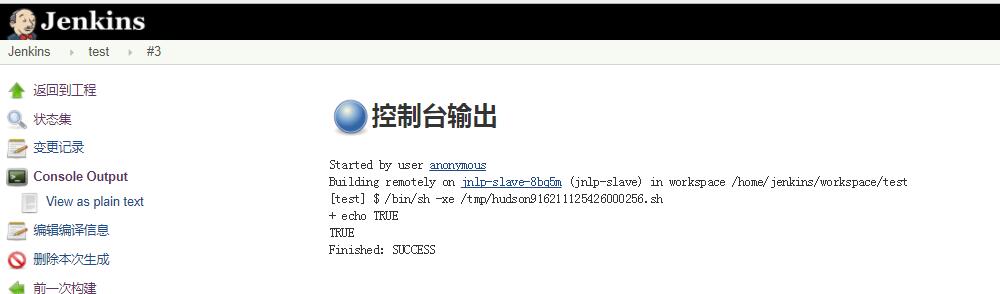 Jenkins
Jenkins test #3
返回到工程
状态集
变更记录
Console Output
View as plain text
编辑编译信息
删除本次生成
前一次构建
控制台输出
Started by user anonymous
Building remotely on jnlp-slave-8bq5m (jnlp-slave) in workspace /home/jenkins/workspace/test
[test] $ /bin/sh -xe /tmp/hudson916211125426000256.sh
+ echo TRUE
TRUE
Finished: SUCCESS